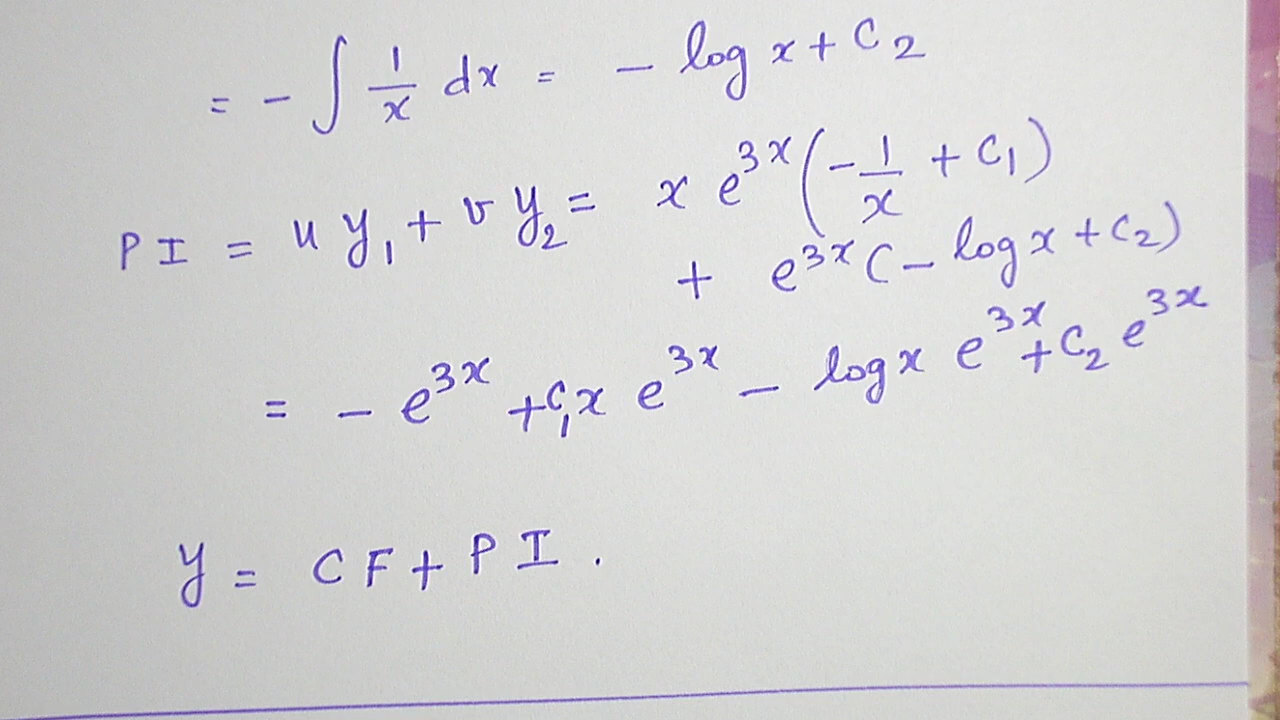 = - ∫ 1/x dx = - log x + C2
PI = u y1 + v y2 = x e^3x (- 1/x + C1)
+ e^3x (- log x + C2)
= - e^3x + C1 x e^3x - log x e^3x + C2 e^3x
y = CF + PI.